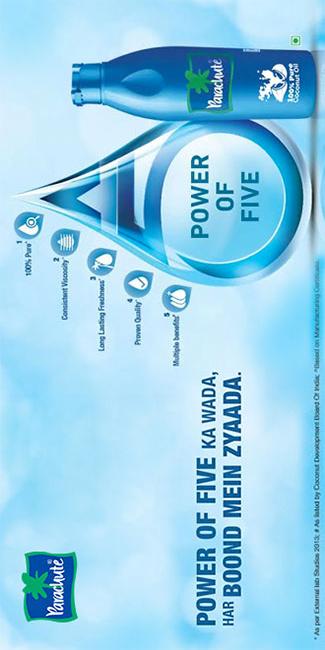 Parachute®
POWER OF FIVE KA WADA,
HAR BOOND MEIN ZYAADA.
1
100% Pure*
2
Consistent Viscosity*
3
Long Lasting Freshness*
4
Proven Quality^
5
Multiple benefits#
POWER
OF
FIVE
Parachute®
100% Pure
Coconut Oil
* As per External lab Studies 2013; # As listed by Coconut Development Board Of India; ^Based on Manufacturing Certificates.